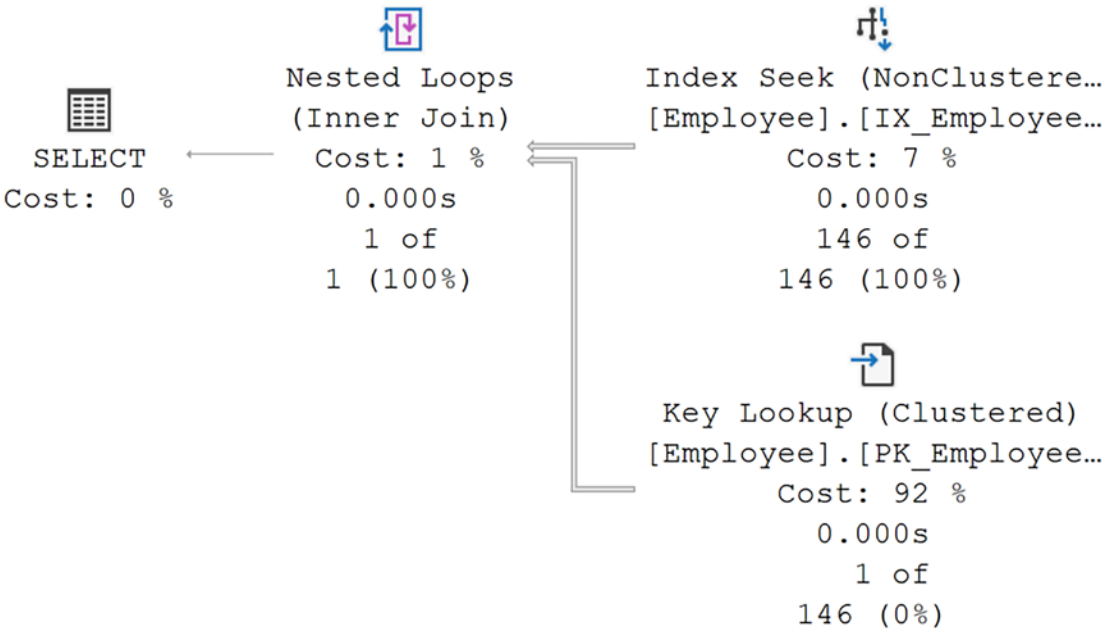 SELECT
Cost: 0 %
Nested Loops
(Inner Join)
Cost: 1 %
0.000s
1 of
1 (100%)
Index Seek (NonClustere…
[Employee].[IX_Employee…
Cost: 7 %
0.000s
146 of
146 (100%)
Key Lookup (Clustered)
[Employee].[PK_Employee…
Cost: 92 %
0.000s
1 of
146 (0%)